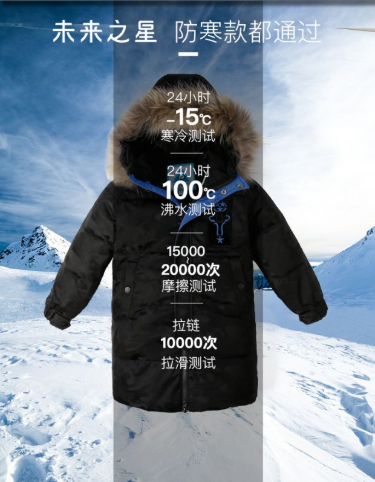 未来之星 防寒款都通过
24小时
-15℃
寒冷测试
24小时
100℃
沸水测试
15000
~
20000次
摩擦测试
拉链
10000次
拉滑测试